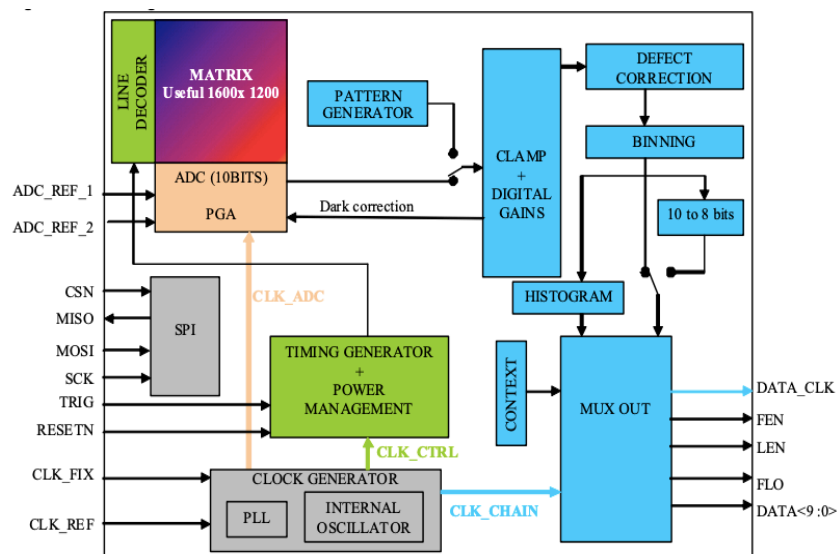 LINE
DECODER
MATRIX
Useful 1600x 1200
ADC (10BITS)
PGA
ADC_REF_1
ADC_REF_2
PATTERN
GENERATOR
Dark correction
CLAMP
+
DIGITAL
GAINS
DEFECT
CORRECTION
BINNING
10 to 8 bits
HISTOGRAM
CLK_ADC
CSN
MISO
MOSI
SCK
SPI
TRIG
RESETN
TIMING GENERATOR
+
POWER
MANAGEMENT
CLK_CTRL
CLK_FIX
CLK_REF
CLOCK GENERATOR
PLL
INTERNAL
OSCILLATOR
CLK_CHAIN
CONTEXT
MUX OUT
DATA_CLK
FEN
LEN
FLO
DATA<9 :0>